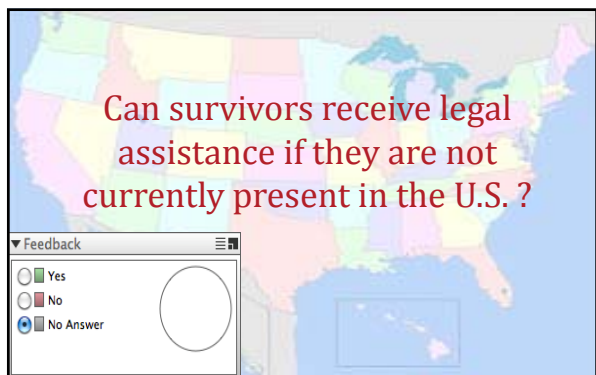 Can survivors receive legal
assistance if they are not
currently present in the U.S. ?
Feedback
Yes
No
No Answer